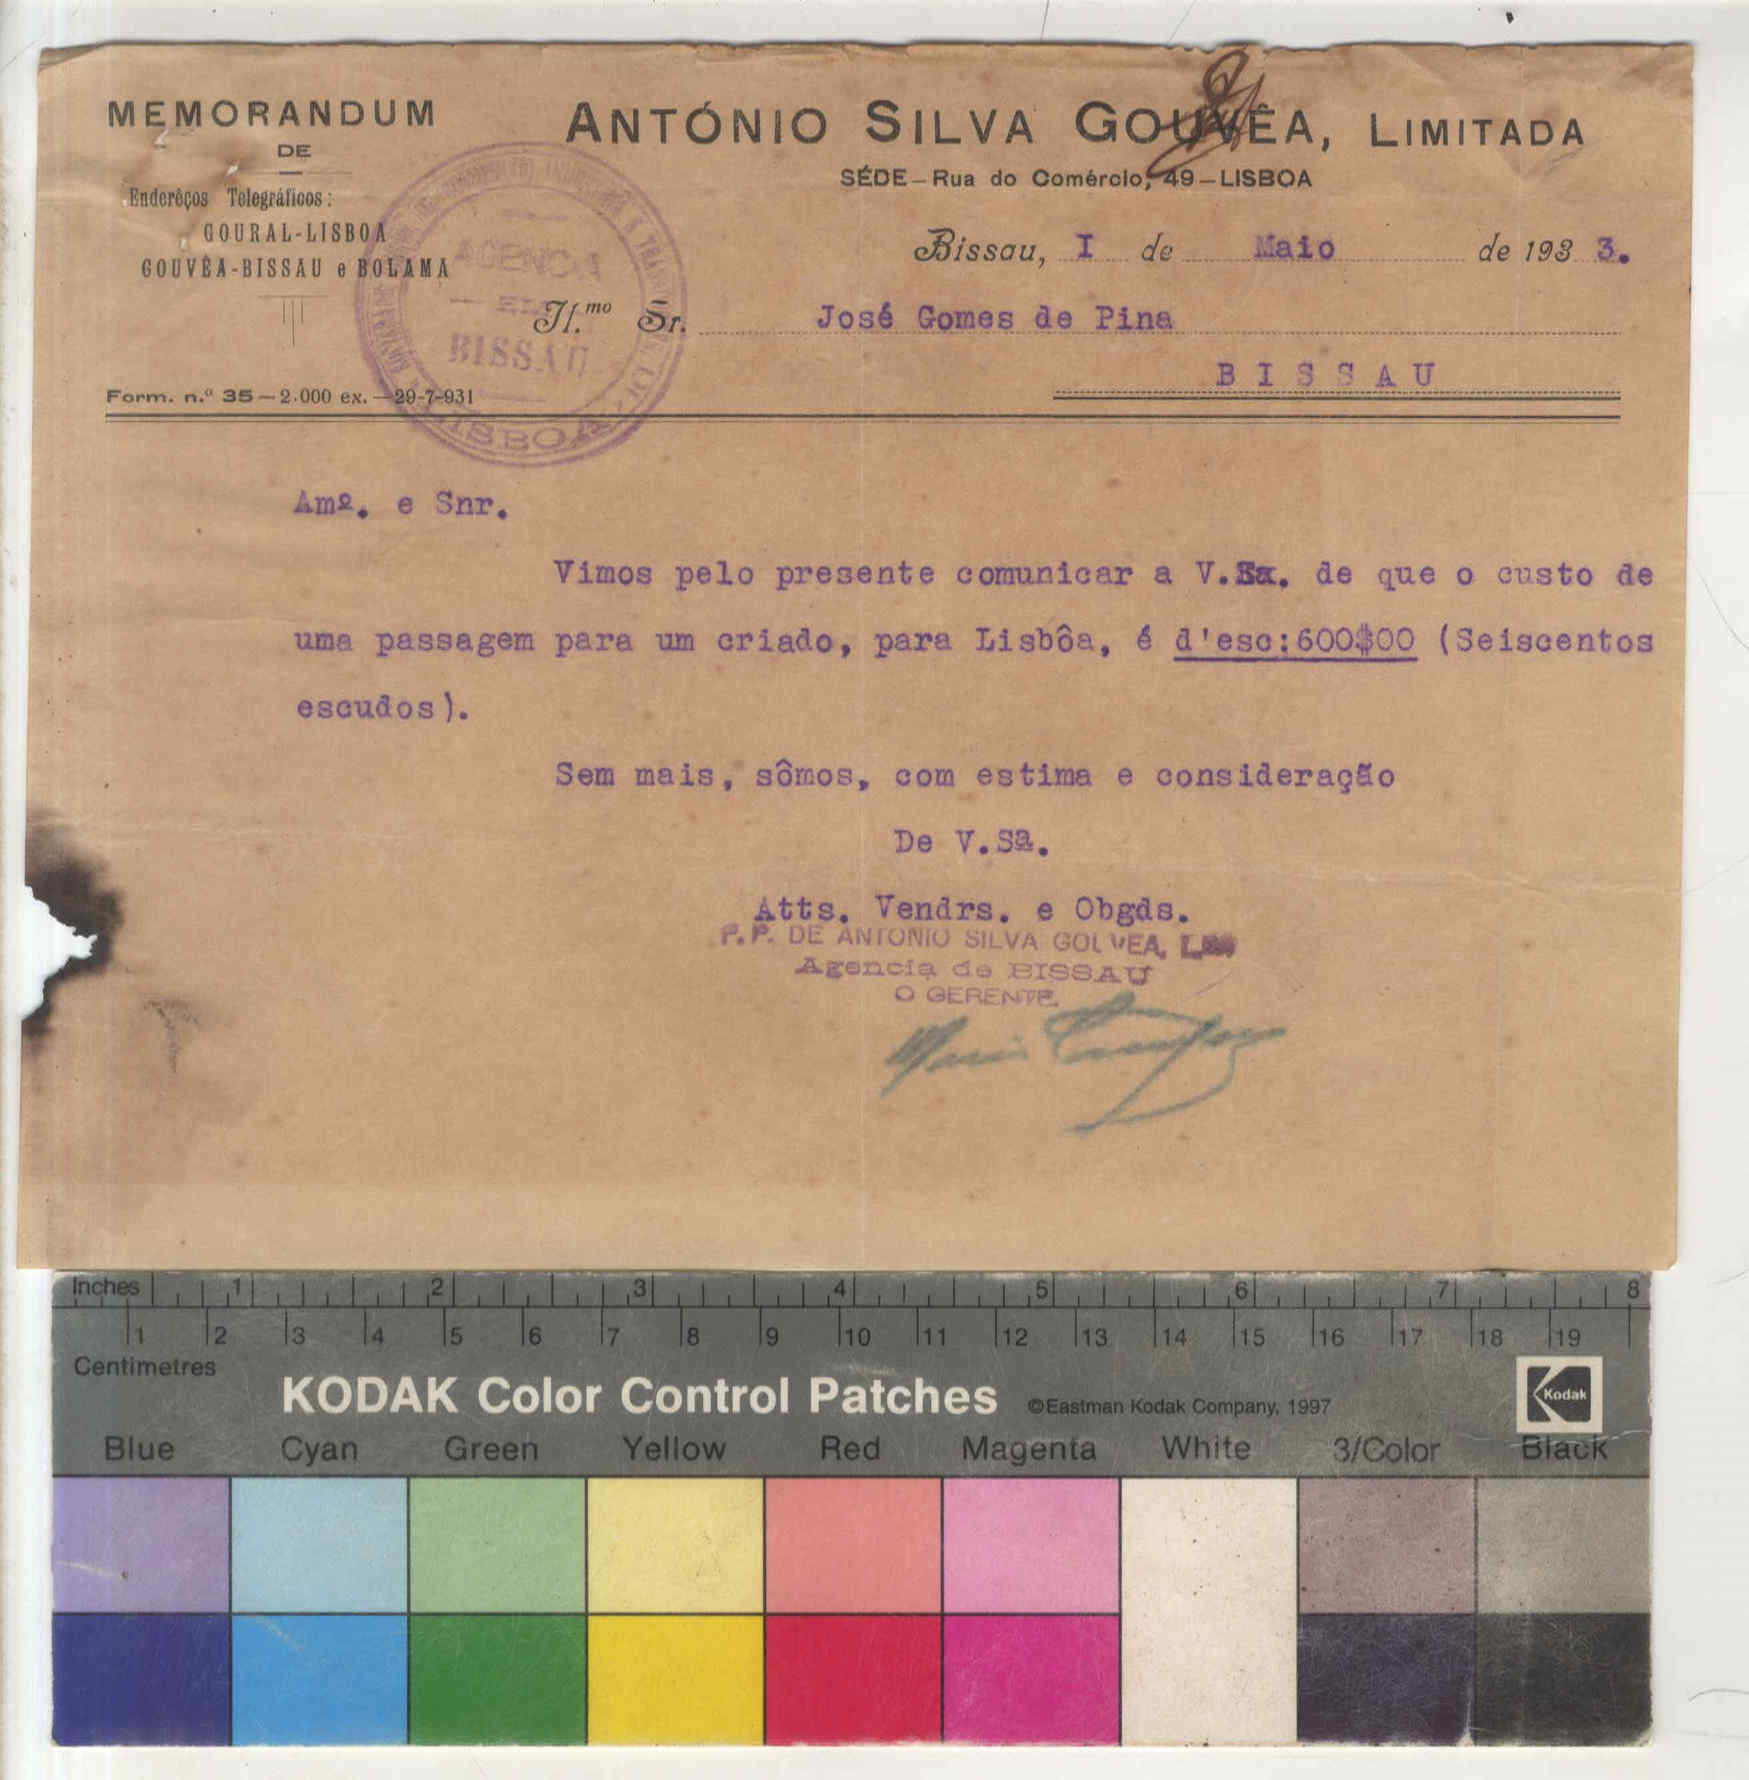 MEMORANDUM
DE
Enderêços Telegráficos:
GOURAL-LISBOA
GOUVÊA-BISSAU e BOLAMA
Form. n.º 35 — 2.000 ex. — 29-7-931
ANTÓNIO SILVA GOUVÊA, LIMITADA
SÉDE – Rua do Comércio, 49 – LISBOA
Bissau, I de Maio de 1933.
Il.mo Sr. José Gomes de Pina
BISSAU
AGENCIA
EM
BISSAU
LISBOA
Amº. e Snr.
Vimos pelo presente comunicar a V. de que o custo de
uma passagem para um criado, para Lisbôa, é d'esc:600$00 (Seiscentos
escudos).
Sem mais, sômos, com estima e consideração
De V.Sª.
Atts. Vendrs. e Obgds.
P.P. DE ANTONIO SILVA GOUVEA, L
Agencia de BISSAU
O GERENTE
Inches 1 2 3 4 5 6 7 8
1 2 3 4 5 6 7 8 9 10 11 12 13 14 15 16 17 18 19
Centimetres
KODAK Color Control Patches ©Eastman Kodak Company, 1997 Kodak
Blue Cyan Green Yellow Red Magenta White 3/Color Black